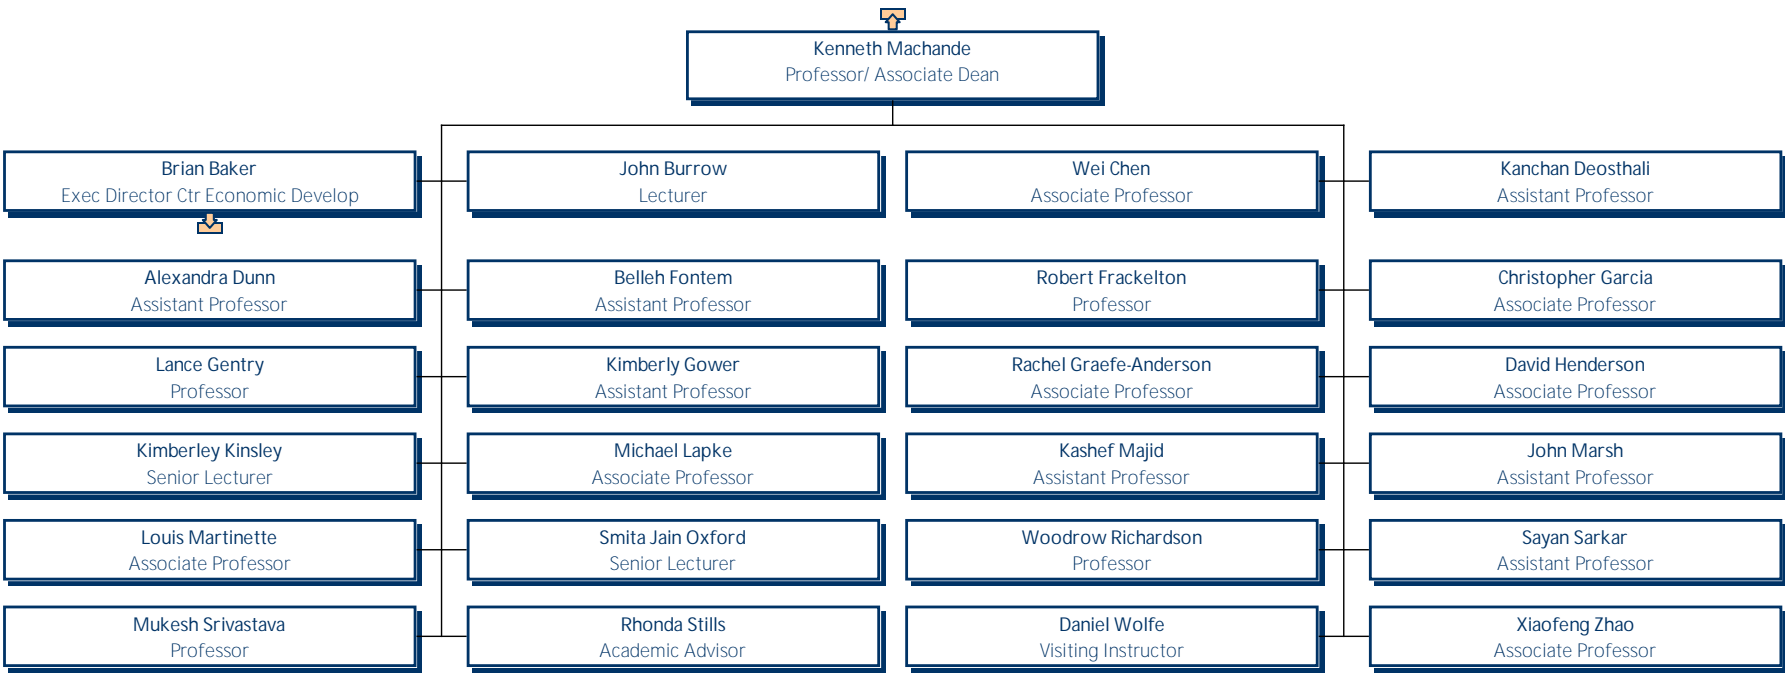 Kenneth Machande
Professor/ Associate Dean
Brian Baker
Exec Director Ctr Economic Develop
John Burrow
Lecturer
Wei Chen
Associate Professor
Kanchan Deosthali
Assistant Professor
Alexandra Dunn
Assistant Professor
Belleh Fontem
Assistant Professor
Robert Frackelton
Professor
Christopher Garcia
Associate Professor
Lance Gentry
Professor
Kimberly Gower
Assistant Professor
Rachel Graefe-Anderson
Associate Professor
David Henderson
Associate Professor
Kimberley Kinsley
Senior Lecturer
Michael Lapke
Associate Professor
Kashef Majid
Assistant Professor
John Marsh
Assistant Professor
Louis Martinette
Associate Professor
Smita Jain Oxford
Senior Lecturer
Woodrow Richardson
Professor
Sayan Sarkar
Assistant Professor
Mukesh Srivastava
Professor
Rhonda Stills
Academic Advisor
Daniel Wolfe
Visiting Instructor
Xiaofeng Zhao
Associate Professor